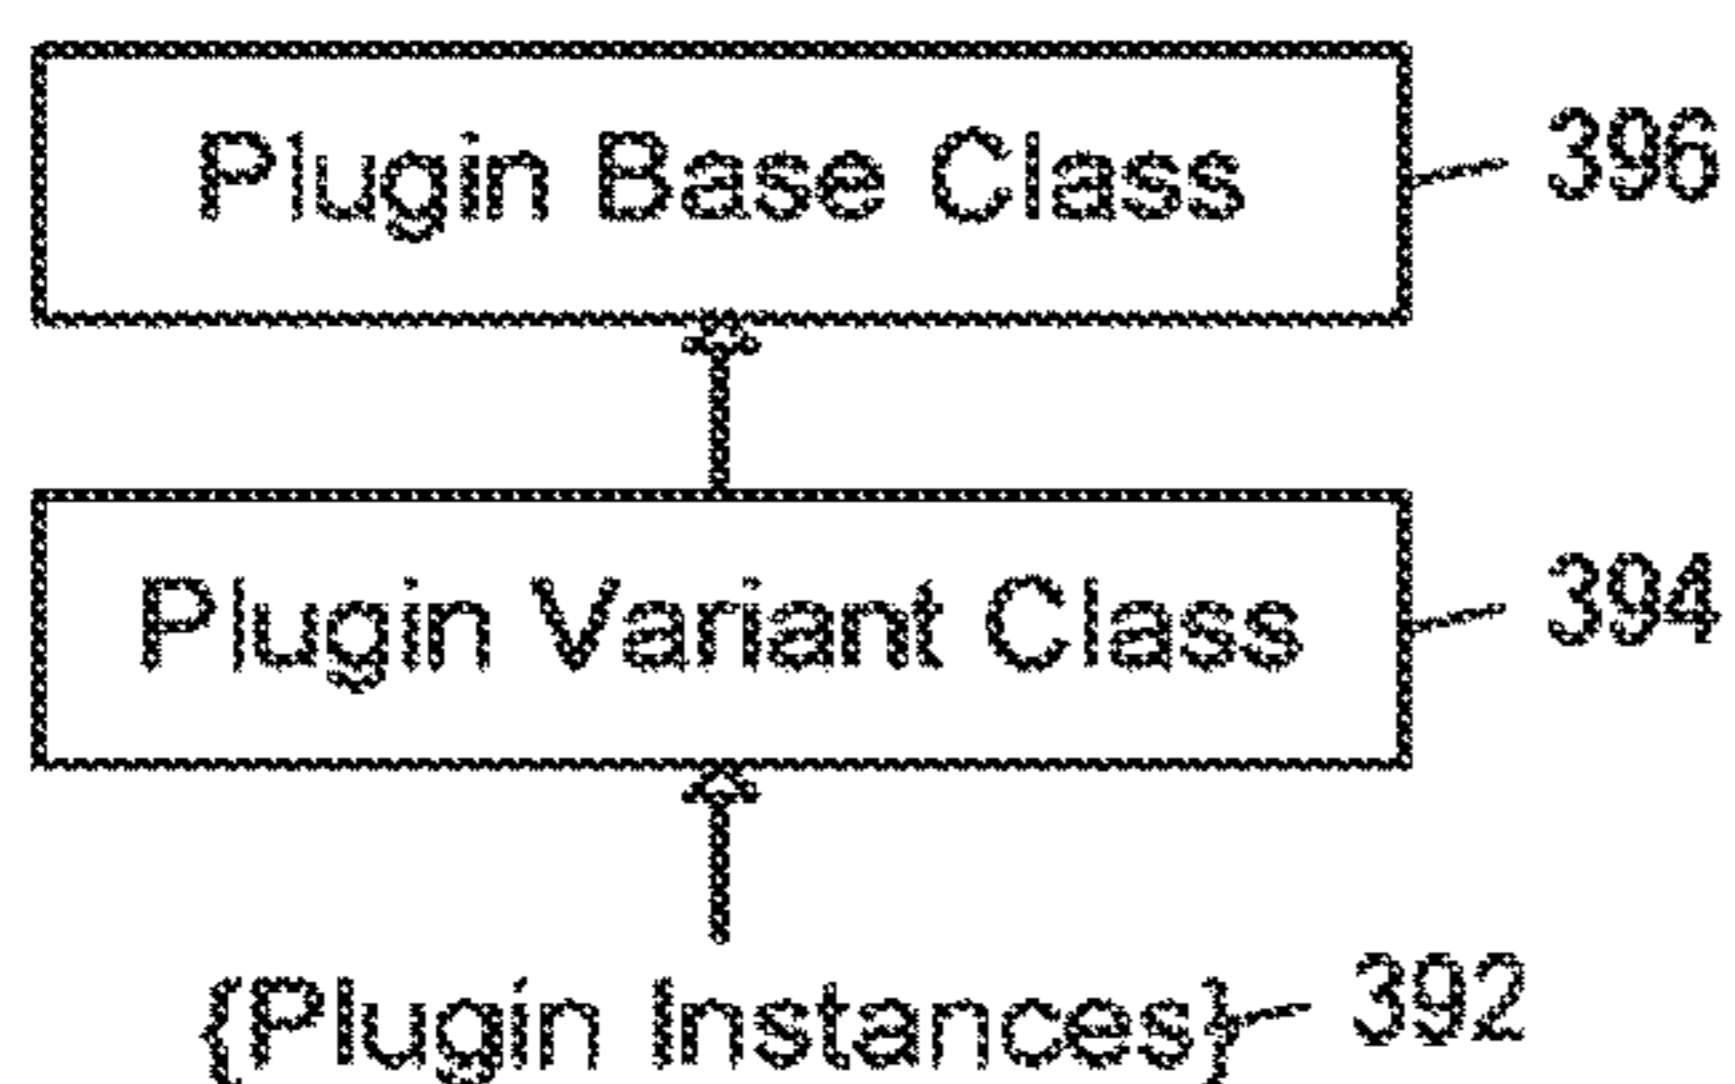 Plugin Base Class 396
Plugin Variant Class 394
{Plugin Instances} 392